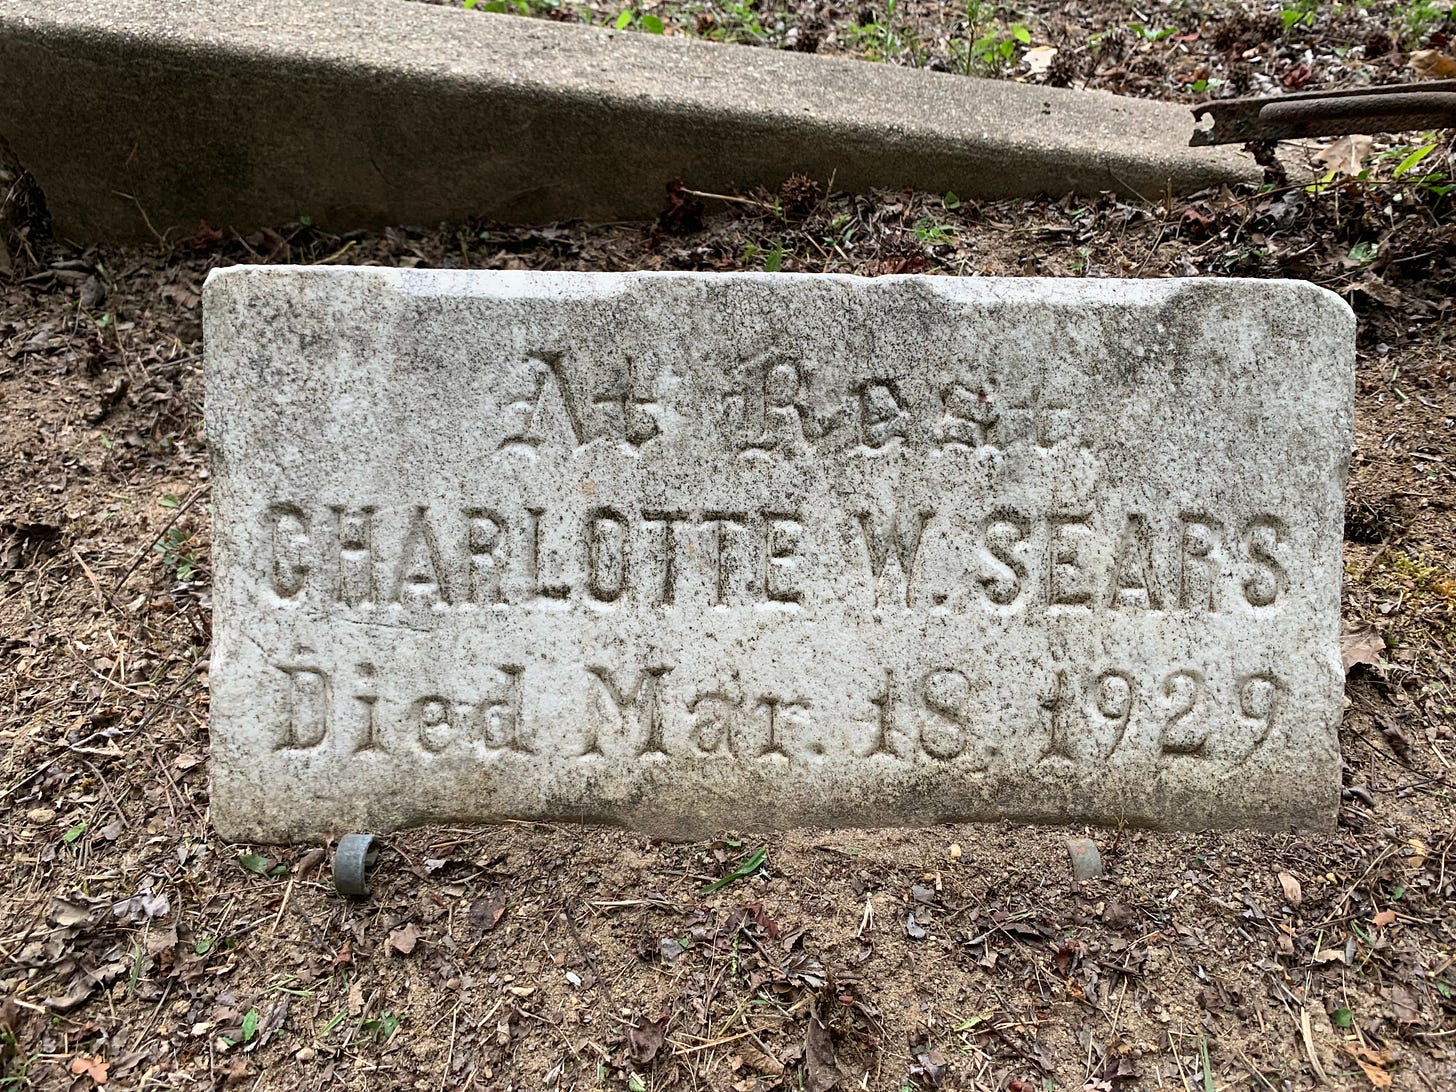 At Rest.
CHARLOTTE W. SEARS
Died Mar. 18. 1929